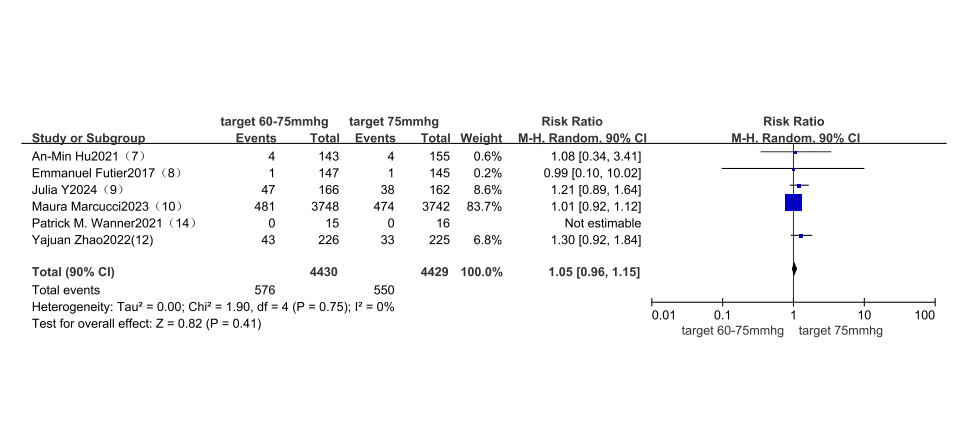 target 60-75mmhg target 75mmhg Risk Ratio Risk Ratio
Study or Subgroup Events Total Events Total Weight M-H, Random, 90% CI M-H, Random, 90% CI
An-Min Hu2021（7） 4 143 4 155 0.6% 1.08 [0.34, 3.41]
Emmanuel Futier2017（8） 1 147 1 145 0.2% 0.99 [0.10, 10.02]
Julia Y2024（9） 47 166 38 162 8.6% 1.21 [0.89, 1.64]
Maura Marcucci2023（10） 481 3748 474 3742 83.7% 1.01 [0.92, 1.12]
Patrick M. Wanner2021（14） 0 15 0 16 Not estimable
Yajuan Zhao2022(12) 43 226 33 225 6.8% 1.30 [0.92, 1.84]
Total (90% CI) 4430 4429 100.0% 1.05 [0.96, 1.15]
Total events 576 550
Heterogeneity: Tau² = 0.00; Chi² = 1.90, df = 4 (P = 0.75); I² = 0%
Test for overall effect: Z = 0.82 (P = 0.41)
0.01 0.1 1 10 100
target 60-75mmhg target 75mmhg